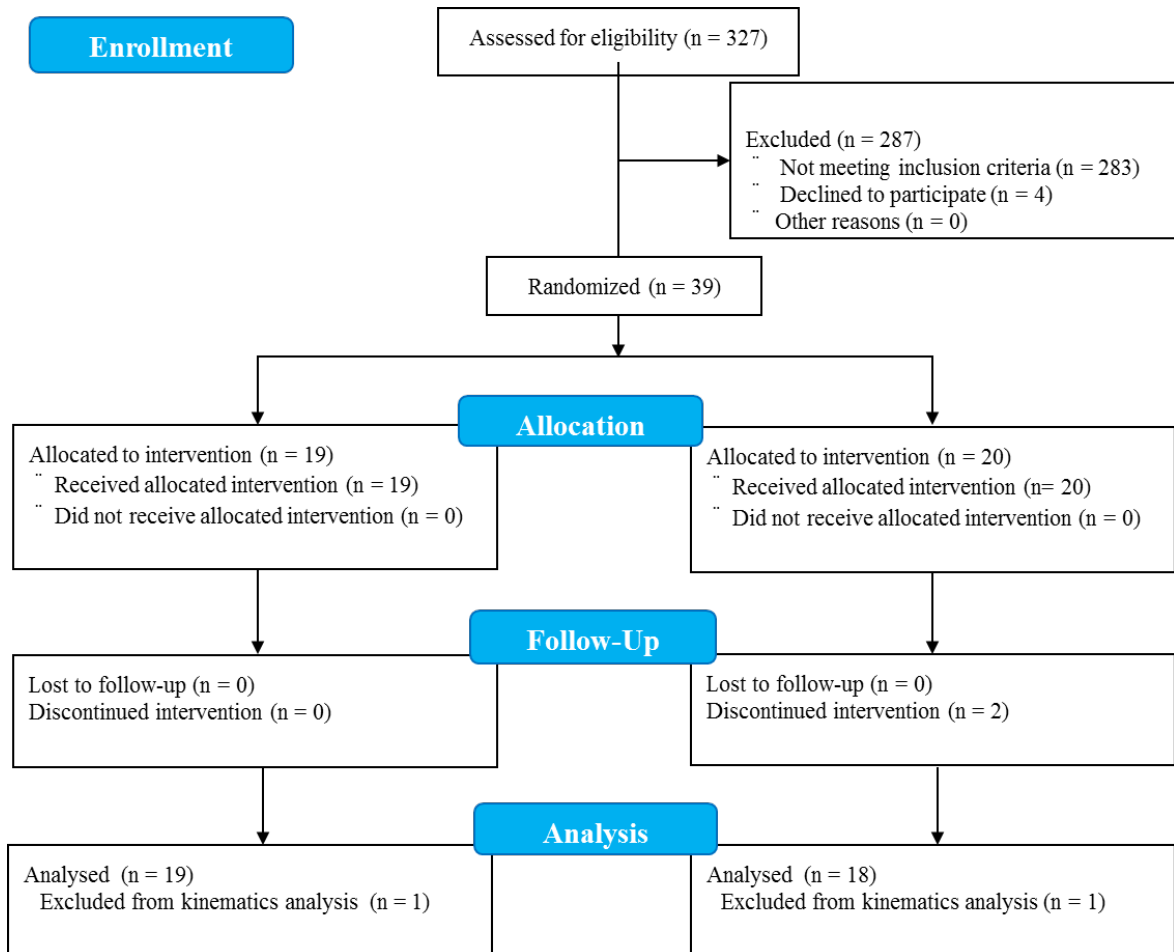 Enrollment
Assessed for eligibility (n = 327)
Excluded (n = 287)
¨ Not meeting inclusion criteria (n = 283)
¨ Declined to participate (n = 4)
¨ Other reasons (n = 0)
Randomized (n = 39)
Allocation
Allocated to intervention (n = 19)
¨ Received allocated intervention (n = 19)
¨ Did not receive allocated intervention (n = 0)
Allocated to intervention (n = 20)
¨ Received allocated intervention (n= 20)
¨ Did not receive allocated intervention (n = 0)
Follow-Up
Lost to follow-up (n = 0)
Discontinued intervention (n = 0)
Lost to follow-up (n = 0)
Discontinued intervention (n = 2)
Analysis
Analysed (n = 19)
Excluded from kinematics analysis (n = 1)
Analysed (n = 18)
Excluded from kinematics analysis (n = 1)